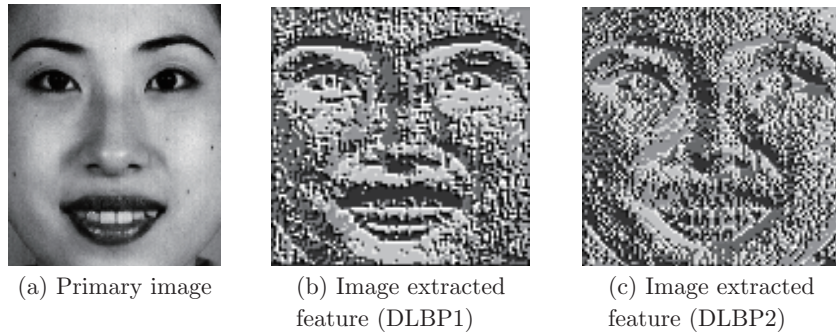 (a) Primary image
(b) Image extracted
feature (DLBP1)
(c) Image extracted
feature (DLBP2)